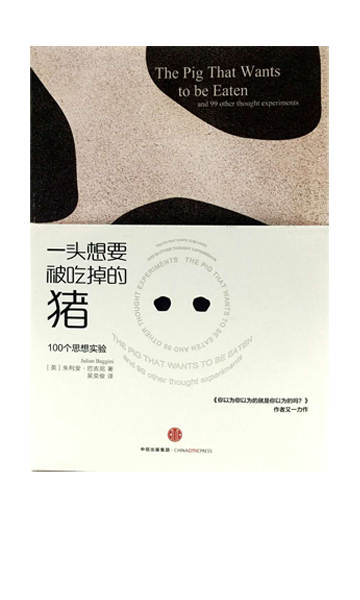 The Pig That Wants
to be Eaten
and 99 other thought experiments
一头想要
被吃掉的
猪
100个思想实验
Julian Baggini
[英] 朱利安·巴吉尼 著
吴奕俊 译
THE PIG THAT WANTS TO BE EATEN AND 99 OTHER THOUGHT EXPERIMENTS
THE PIG THAT WANTS TO BE EATEN
and 99 other thought experiments
《你以为你以为的就是你以为的吗?》
作者又一力作
中信出版集团·CHINACITICPRESS